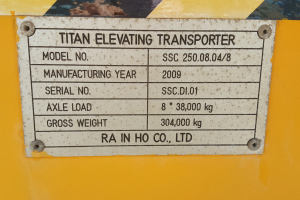 TITAN ELEVATING TRANSPORTER
MODEL NO. SSC 250.08.04/8
MANUFACTURING YEAR 2009
SERIAL NO. SSC.DI.01
AXLE LOAD 8 * 38,000 kg
GROSS WEIGHT 304,000 kg
RA IN HO CO., LTD